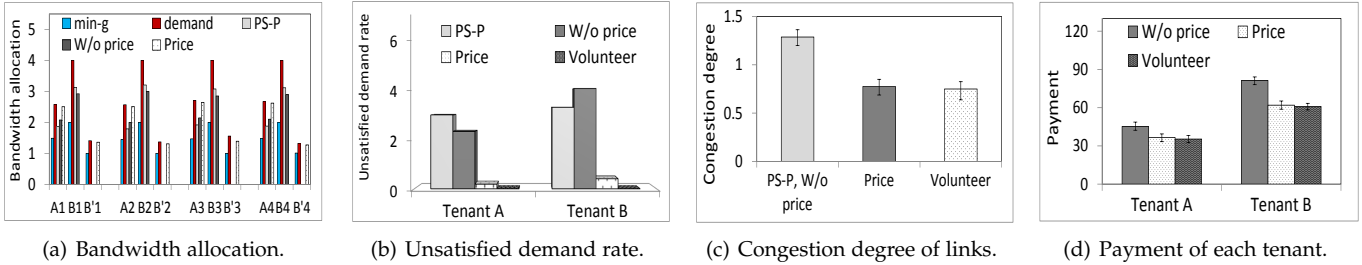 min-g demand PS-P
W/o price Price
Bandwidth allocation
5
4
3
2
1
0
A1 B1 B'1 A2 B2 B'2 A3 B3 B'3 A4 B4 B'4
(a) Bandwidth allocation.
PS-P W/o price
Price Volunteer
Unsatisfied demand rate
6
4
2
0
Tenant A Tenant B
(b) Unsatisfied demand rate.
Congestion degree
1.5
1
0.5
0
PS-P, W/o price Price Volunteer
(c) Congestion degree of links.
W/o price Price
Volunteer
Payment
120
90
60
30
0
Tenant A Tenant B
(d) Payment of each tenant.